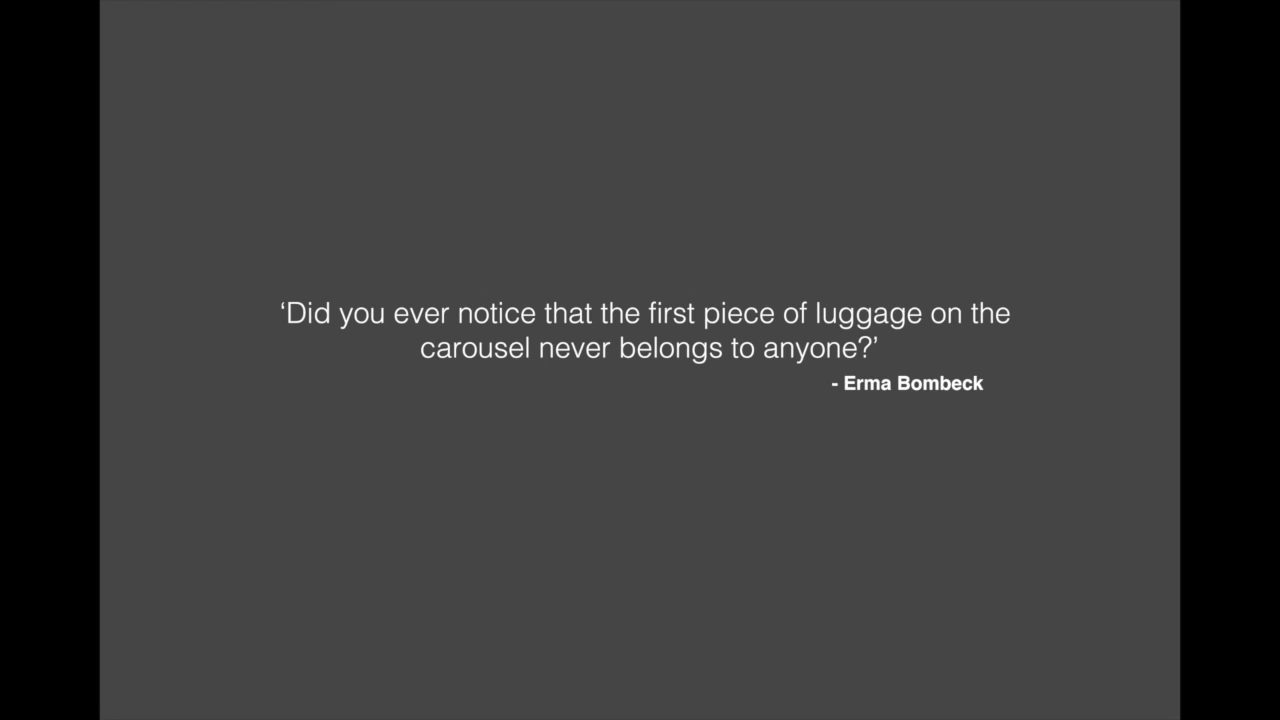 ‘Did you ever notice that the first piece of luggage on the
carousel never belongs to anyone?’
- Erma Bombeck